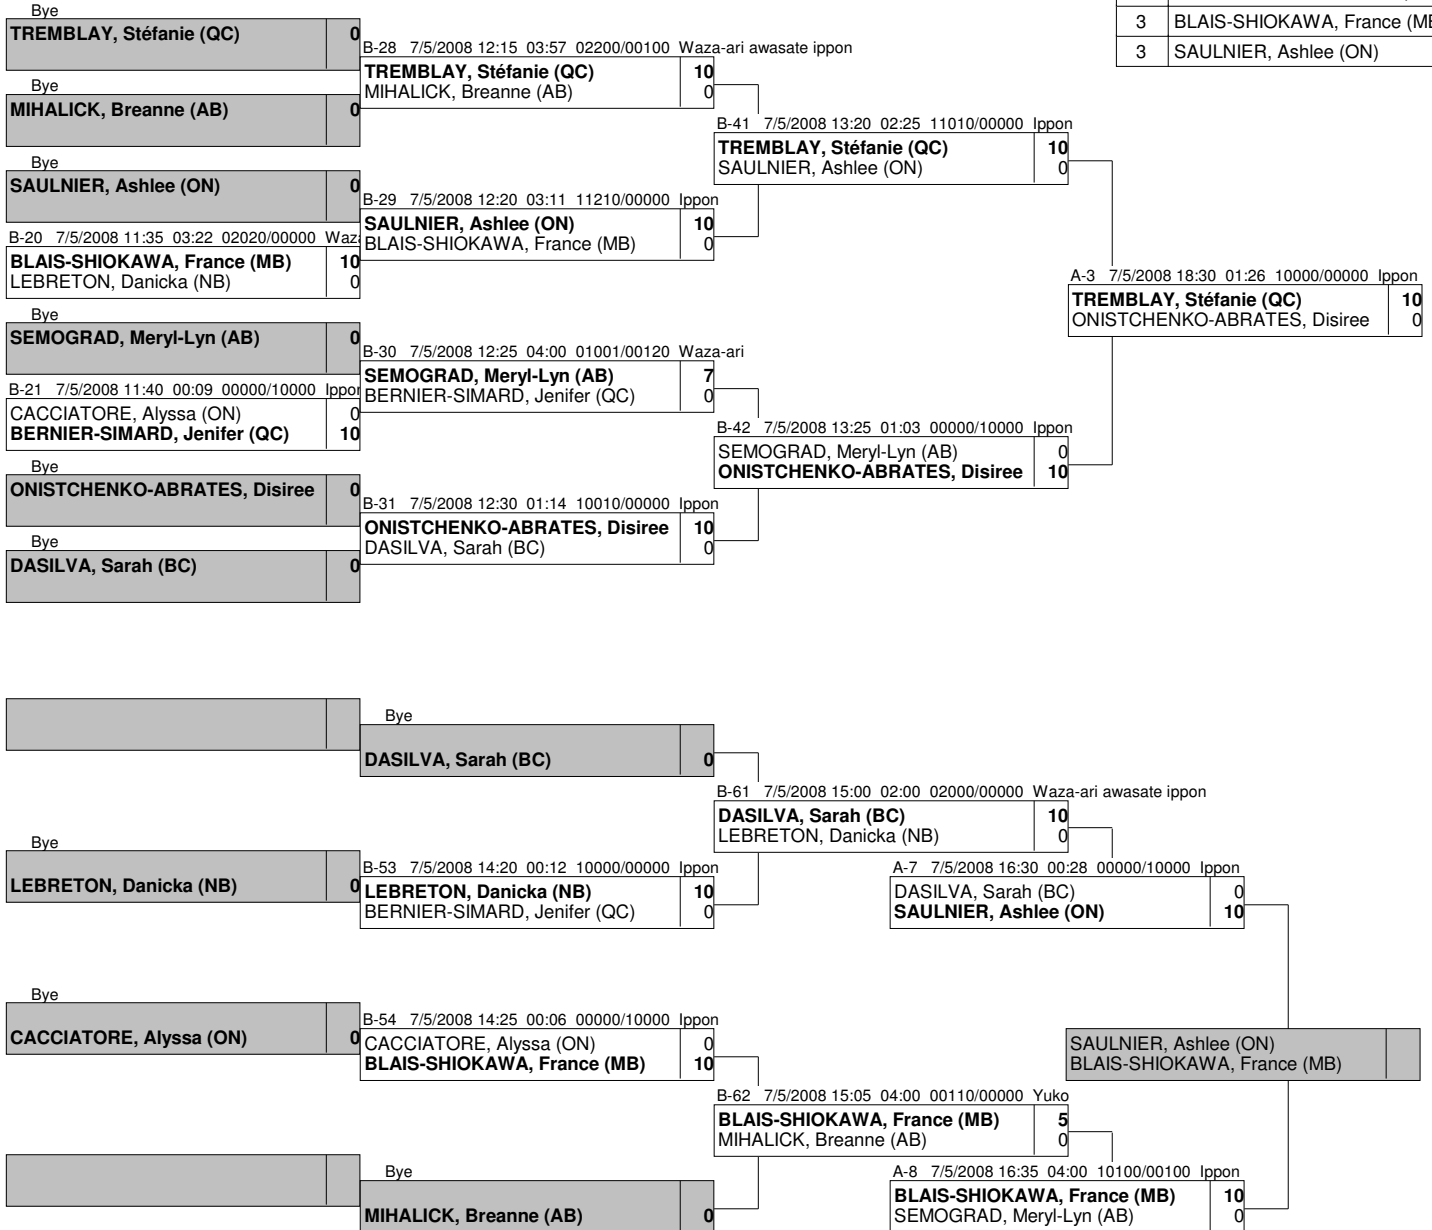 3 BLAIS-SHIOKAWA, France (MB
3 SAULNIER, Ashlee (ON)
Bye
TREMBLAY, Stéfanie (QC) 0
Bye
MIHALICK, Breanne (AB) 0
Bye
SAULNIER, Ashlee (ON) 0
B-20 7/5/2008 11:35 03:22 02020/00000 Waza
BLAIS-SHIOKAWA, France (MB) 10
LEBRETON, Danicka (NB) 0
Bye
SEMOGRAD, Meryl-Lyn (AB) 0
B-21 7/5/2008 11:40 00:09 00000/10000 Ippon
CACCIATORE, Alyssa (ON) 0
BERNIER-SIMARD, Jenifer (QC) 10
Bye
ONISTCHENKO-ABRATES, Disiree 0
Bye
DASILVA, Sarah (BC) 0
B-28 7/5/2008 12:15 03:57 02200/00100 Waza-ari awasate ippon
TREMBLAY, Stéfanie (QC) 10
MIHALICK, Breanne (AB) 0
B-29 7/5/2008 12:20 03:11 11210/00000 Ippon
SAULNIER, Ashlee (ON) 10
BLAIS-SHIOKAWA, France (MB) 0
B-30 7/5/2008 12:25 04:00 01001/00120 Waza-ari
SEMOGRAD, Meryl-Lyn (AB) 7
BERNIER-SIMARD, Jenifer (QC) 0
B-31 7/5/2008 12:30 01:14 10010/00000 Ippon
ONISTCHENKO-ABRATES, Disiree 10
DASILVA, Sarah (BC) 0
B-41 7/5/2008 13:20 02:25 11010/00000 Ippon
TREMBLAY, Stéfanie (QC) 10
SAULNIER, Ashlee (ON) 0
B-42 7/5/2008 13:25 01:03 00000/10000 Ippon
SEMOGRAD, Meryl-Lyn (AB) 0
ONISTCHENKO-ABRATES, Disiree 10
A-3 7/5/2008 18:30 01:26 10000/00000 Ippon
TREMBLAY, Stéfanie (QC) 10
ONISTCHENKO-ABRATES, Disiree 0
Bye
DASILVA, Sarah (BC) 0
Bye
LEBRETON, Danicka (NB) 0
B-53 7/5/2008 14:20 00:12 10000/00000 Ippon
LEBRETON, Danicka (NB) 10
BERNIER-SIMARD, Jenifer (QC) 0
B-61 7/5/2008 15:00 02:00 02000/00000 Waza-ari awasate ippon
DASILVA, Sarah (BC) 10
LEBRETON, Danicka (NB) 0
A-7 7/5/2008 16:30 00:28 00000/10000 Ippon
DASILVA, Sarah (BC) 0
SAULNIER, Ashlee (ON) 10
Bye
CACCIATORE, Alyssa (ON) 0
B-54 7/5/2008 14:25 00:06 00000/10000 Ippon
CACCIATORE, Alyssa (ON) 0
BLAIS-SHIOKAWA, France (MB) 10
SAULNIER, Ashlee (ON)
BLAIS-SHIOKAWA, France (MB)
B-62 7/5/2008 15:05 04:00 00110/00000 Yuko
BLAIS-SHIOKAWA, France (MB) 5
MIHALICK, Breanne (AB) 0
Bye
MIHALICK, Breanne (AB) 0
A-8 7/5/2008 16:35 04:00 10100/00100 Ippon
BLAIS-SHIOKAWA, France (MB) 10
SEMOGRAD, Meryl-Lyn (AB) 0